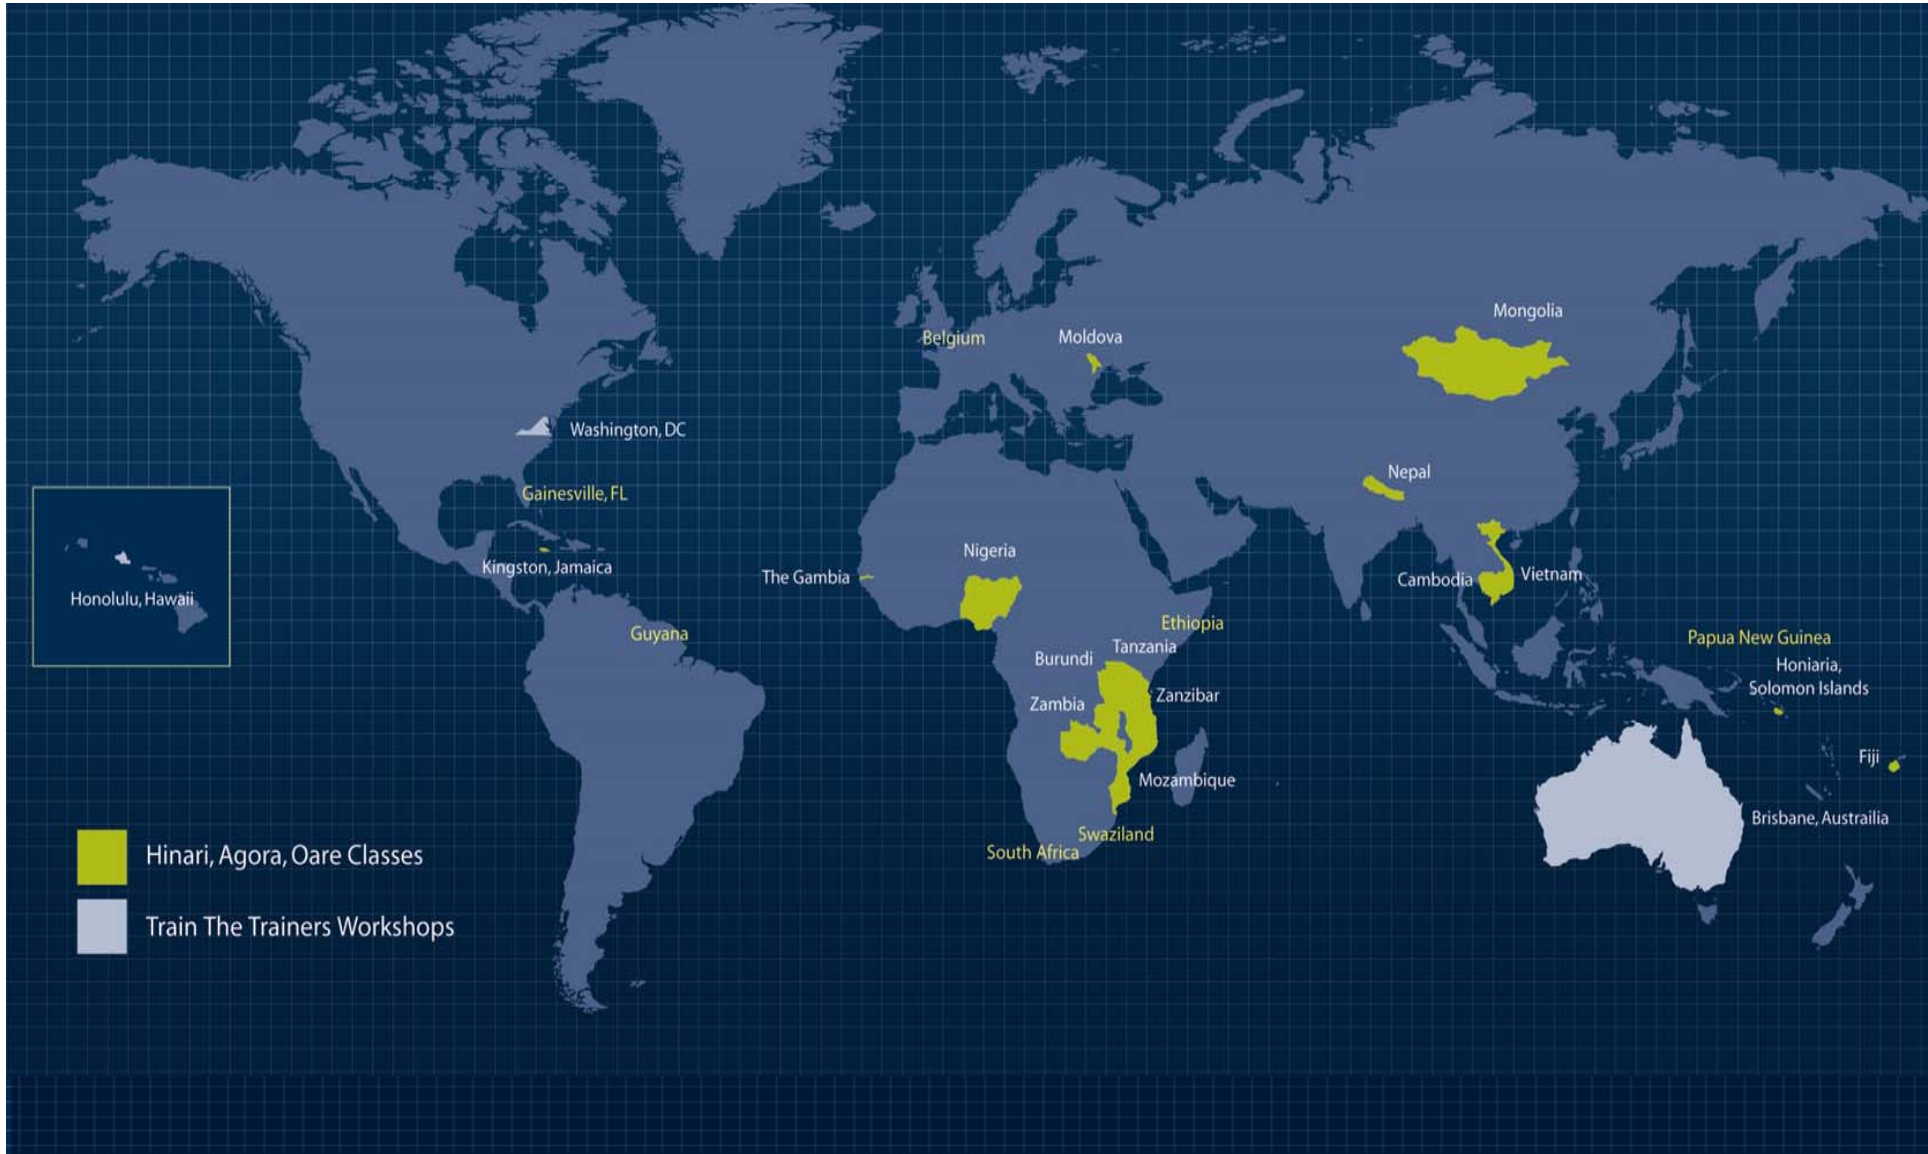 Mongolia
Belgium
Moldova
Washington, DC
Nepal
Gainesville, FL
Nigeria
Kingston, Jamaica
The Gambia
Cambodia
Vietnam
Honolulu, Hawaii
Guyana
Ethiopia
Papua New Guinea
Tanzania
Burundi
Honiaria,
Solomon Islands
Zanzibar
Zambia
Fiji
Mozambique
Brisbane, Austrailia
Swaziland
South Africa
Hinari, Agora, Oare Classes
Train The Trainers Workshops